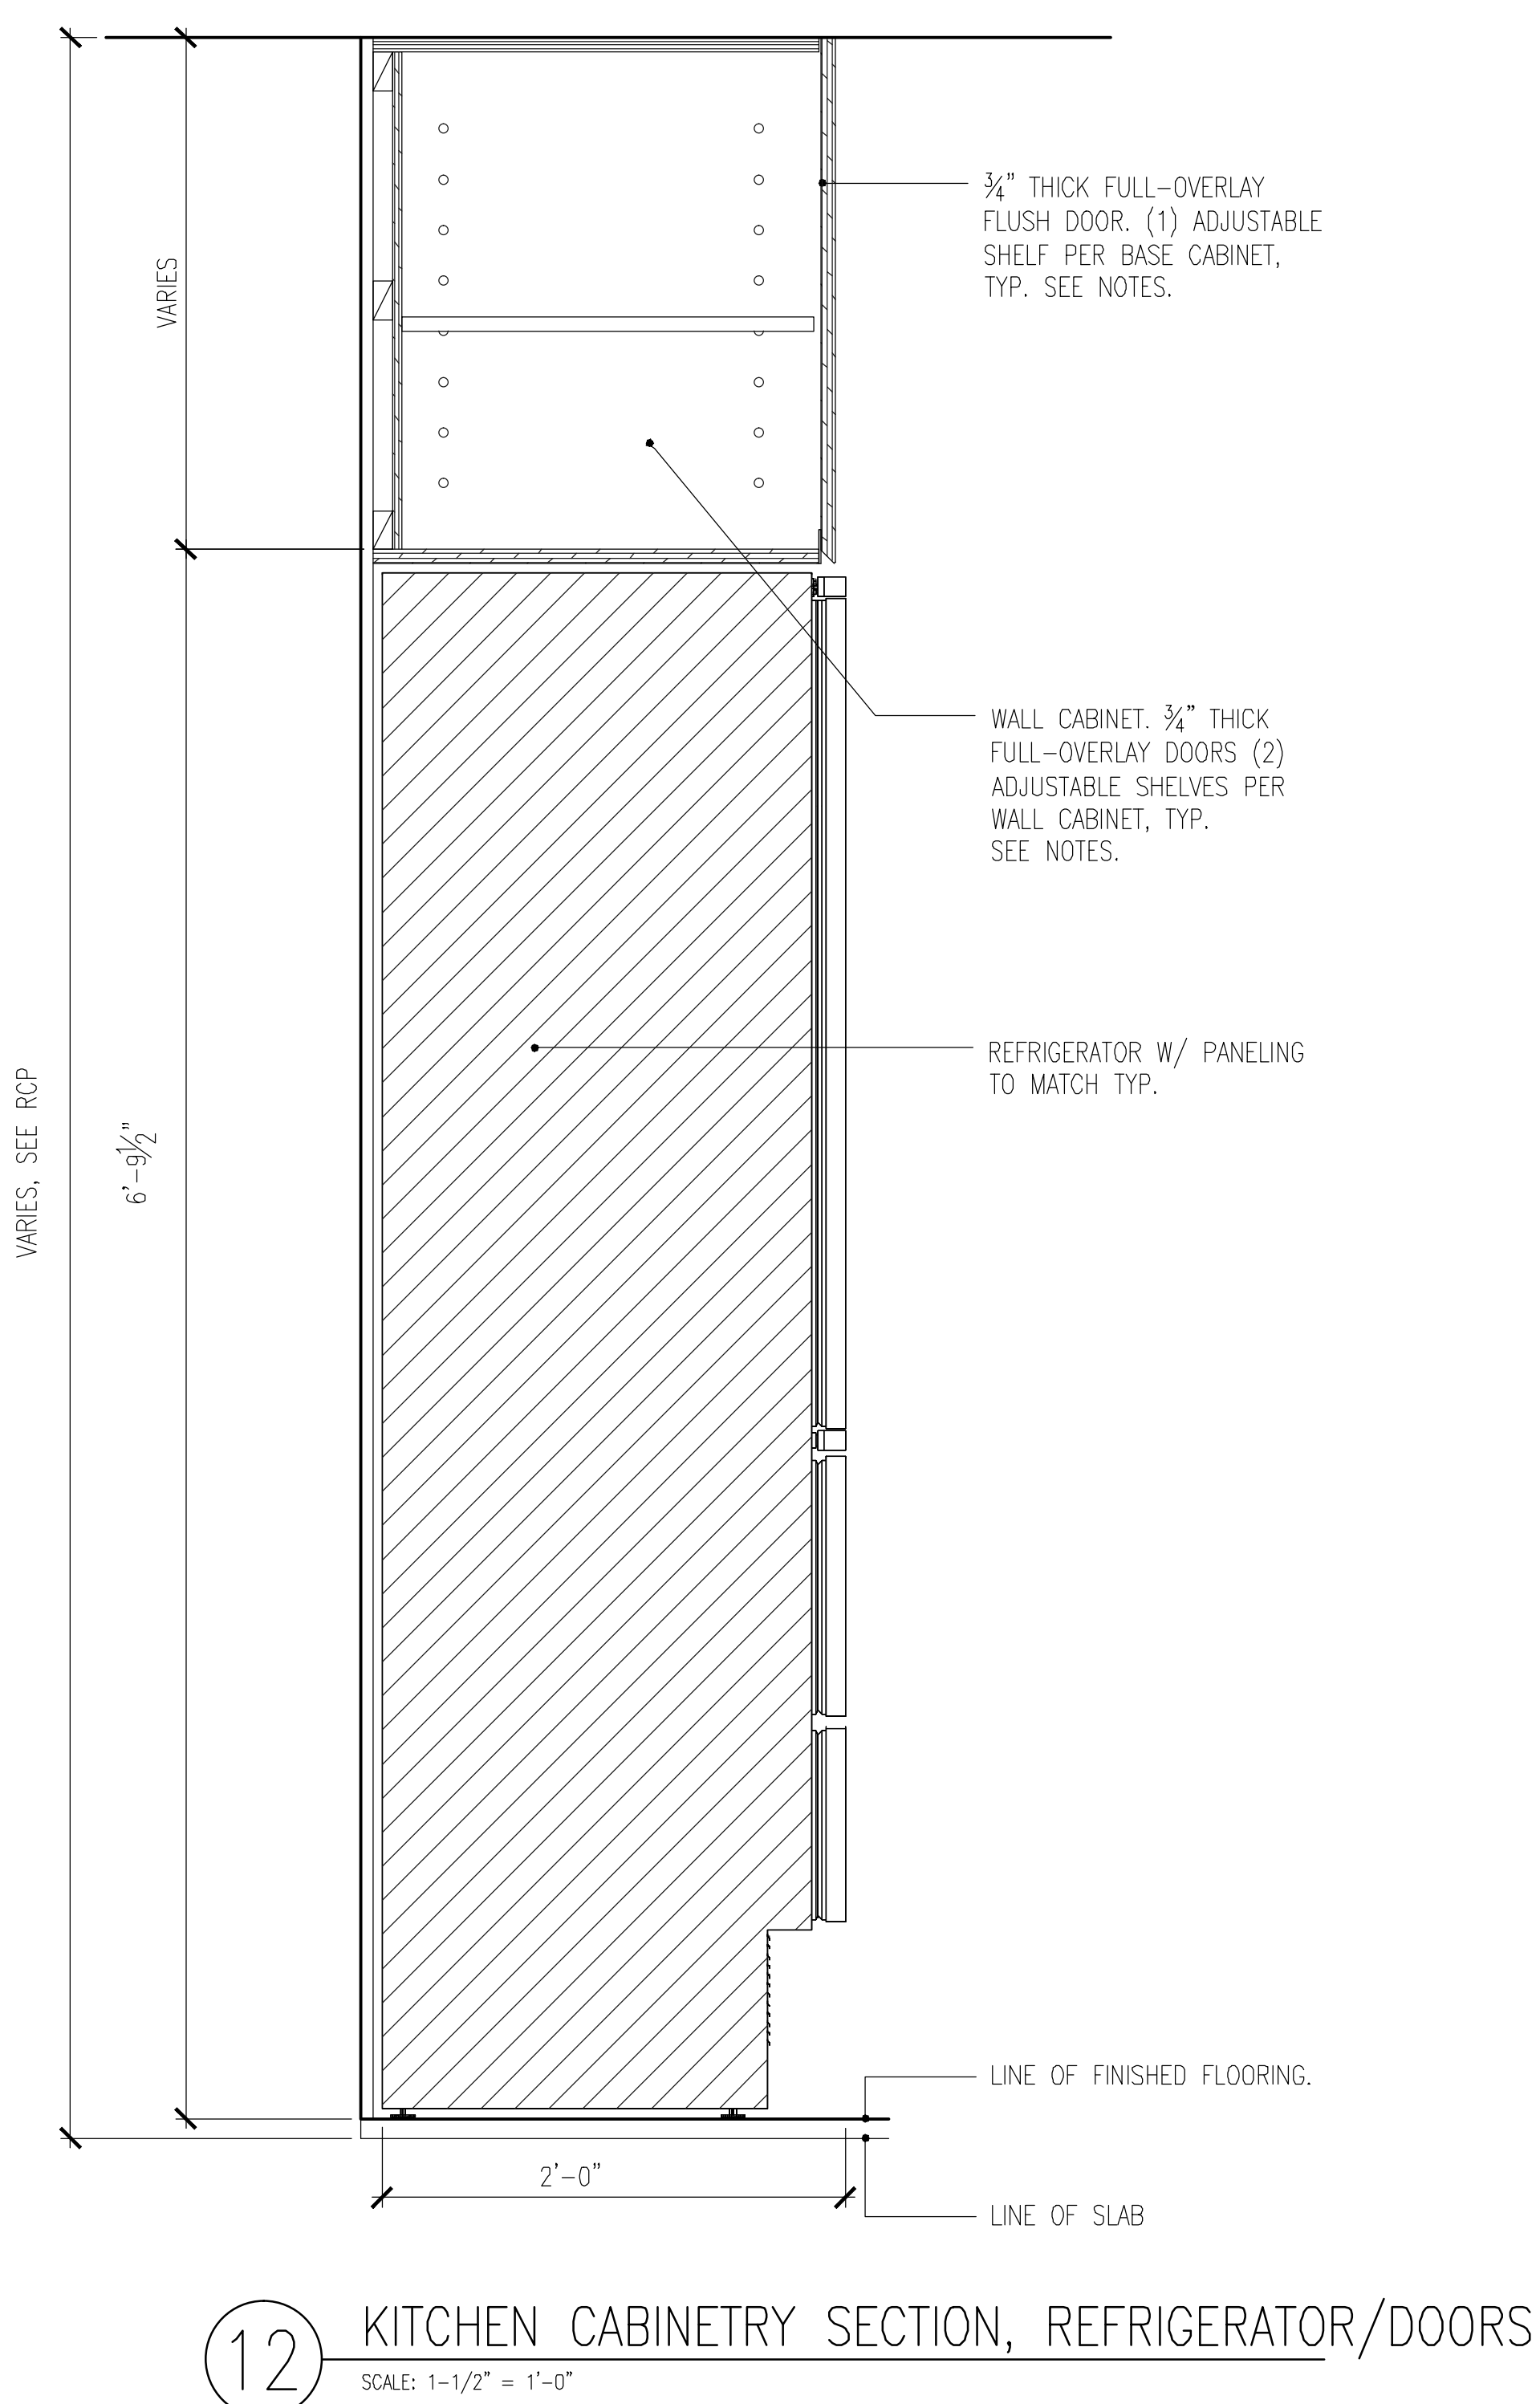 ¾” THICK FULL-OVERLAY
FLUSH DOOR. (1) ADJUSTABLE
SHELF PER BASE CABINET,
TYP. SEE NOTES.
VARIES
WALL CABINET. ¾” THICK
FULL-OVERLAY DOORS (2)
ADJUSTABLE SHELVES PER
WALL CABINET, TYP.
SEE NOTES.
REFRIGERATOR W/ PANELING
TO MATCH TYP.
VARIES, SEE RCP
6’-9½”
LINE OF FINISHED FLOORING.
2’-0”
LINE OF SLAB
12
KITCHEN CABINETRY SECTION, REFRIGERATOR/DOORS
SCALE: 1-1/2” = 1’-0”